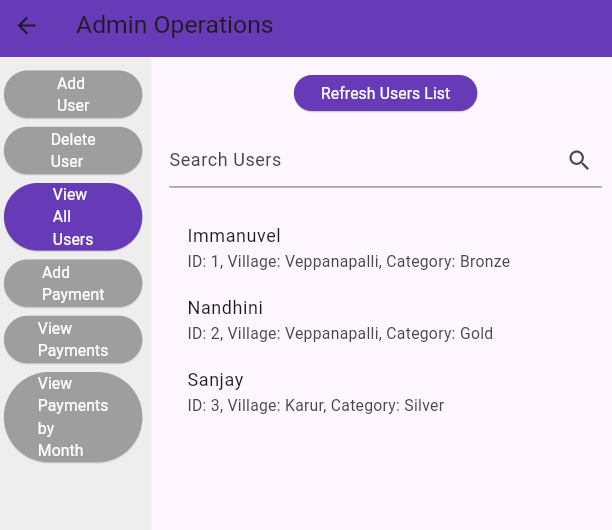 Admin Operations
Add
User
Delete
User
View
All
Users
Add
Payment
View
Payments
View
Payments
by
Month
Refresh Users List
Search Users
Immanuvel
ID: 1, Village: Veppanapalli, Category: Bronze
Nandhini
ID: 2, Village: Veppanapalli, Category: Gold
Sanjay
ID: 3, Village: Karur, Category: Silver